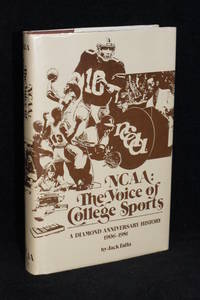 NCAA:
The Voice of
College Sports
A DIAMOND ANNIVERSARY HISTORY
1906-1981
by Jack Falla